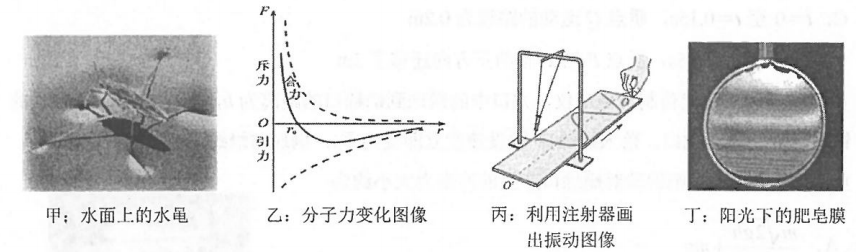 F
斥力
合力
O
r₀
r
引力
O
O'
甲：水面上的水黾
乙：分子力变化图像
丙：利用注射器画出振动图像
丁：阳光下的肥皂膜